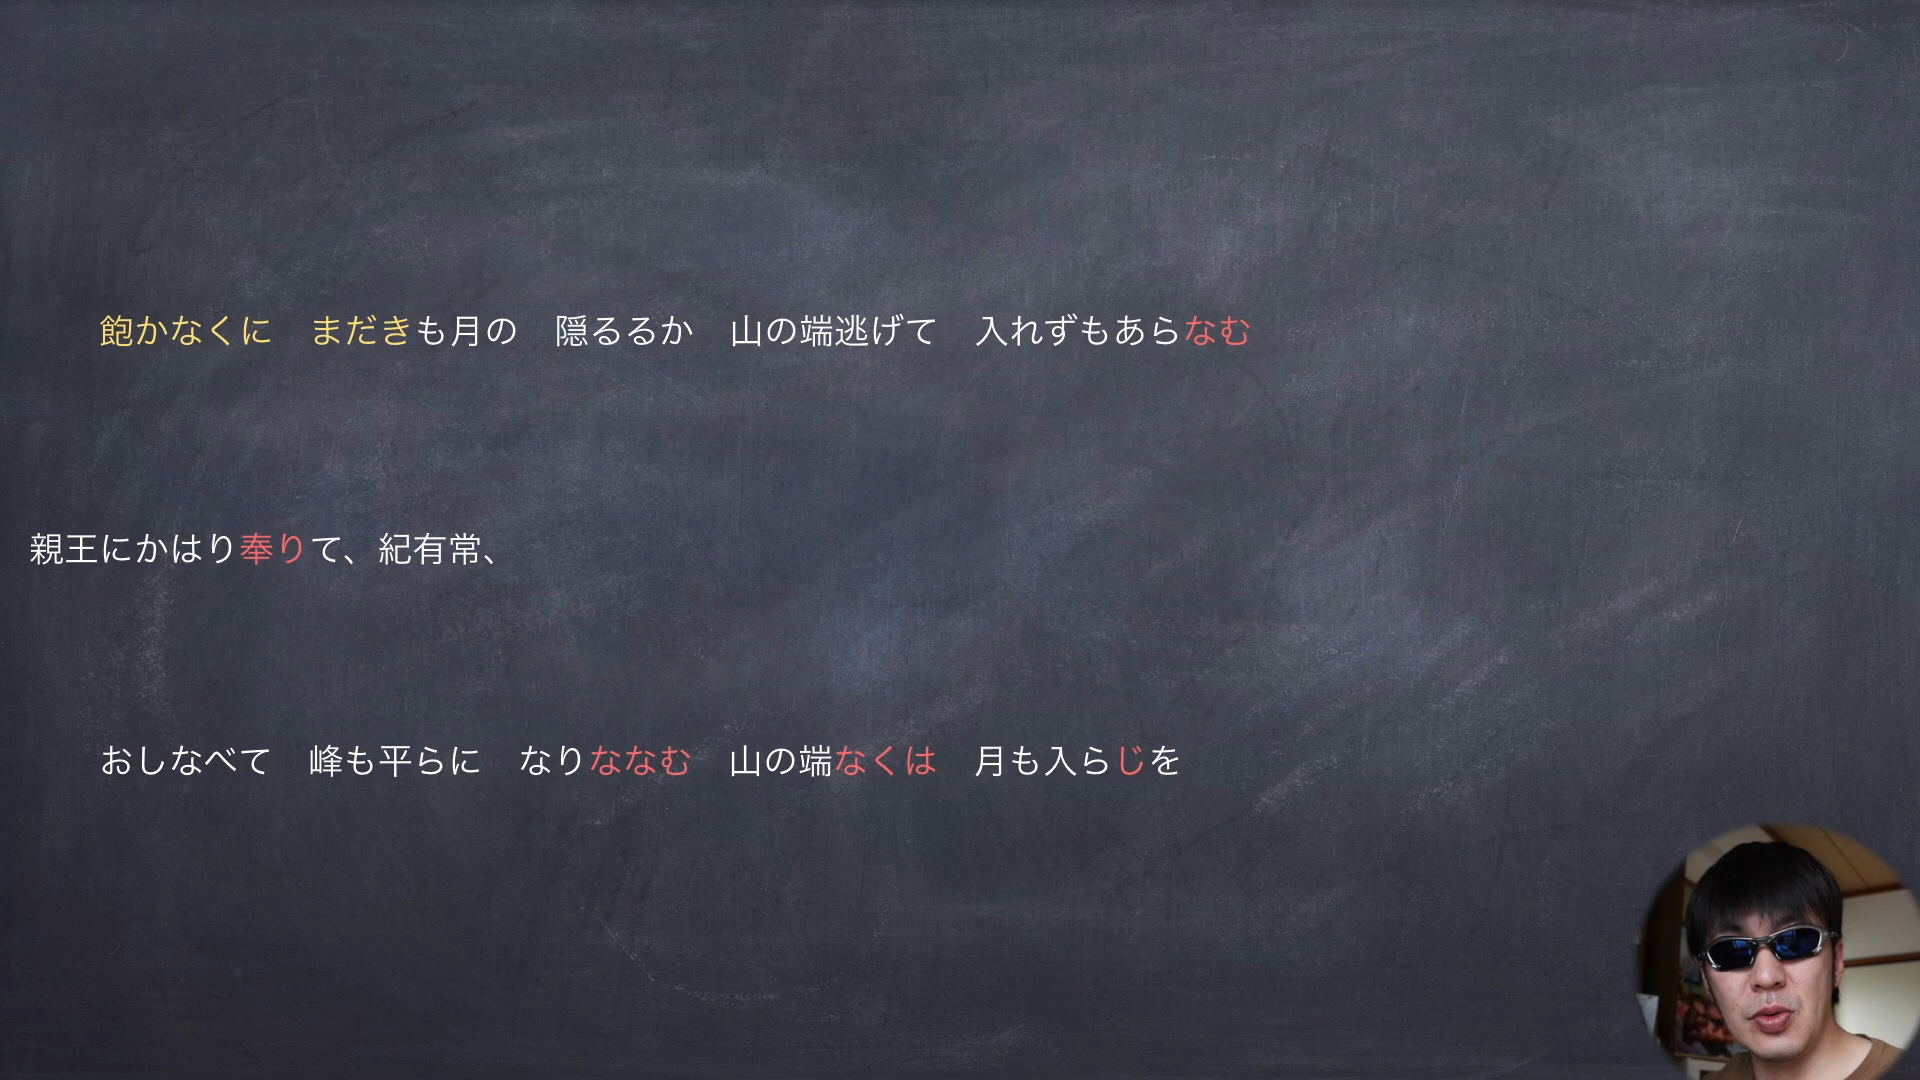 飽かなくに　まだきも月の　隠るるか　山の端逃げて　入れずもあらなむ
親王にかはり奉りて、紀有常、
おしなべて　峰も平らに　なりななむ　山の端なくは　月も入らじを